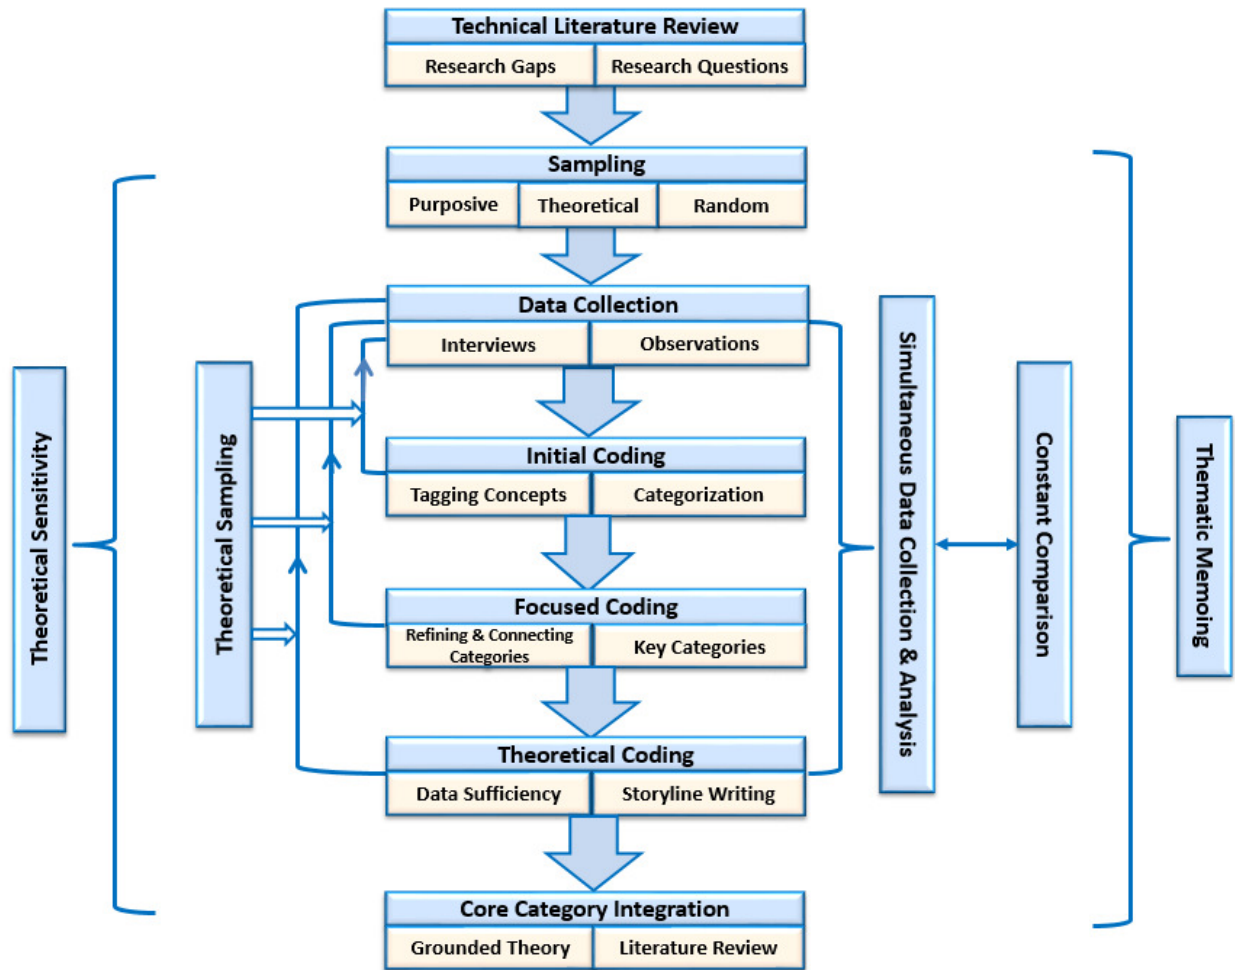 Technical Literature Review
Research Gaps
Research Questions
Sampling
Purposive
Theoretical
Random
Data Collection
Interviews
Observations
Initial Coding
Tagging Concepts
Categorization
Focused Coding
Refining & Connecting
Categories
Key Categories
Theoretical Coding
Data Sufficiency
Storyline Writing
Core Category Integration
Grounded Theory
Literature Review
Theoretical Sensitivity
Theoretical Sampling
Simultaneous Data Collection & Analysis
Constant Comparison
Thematic Memoing